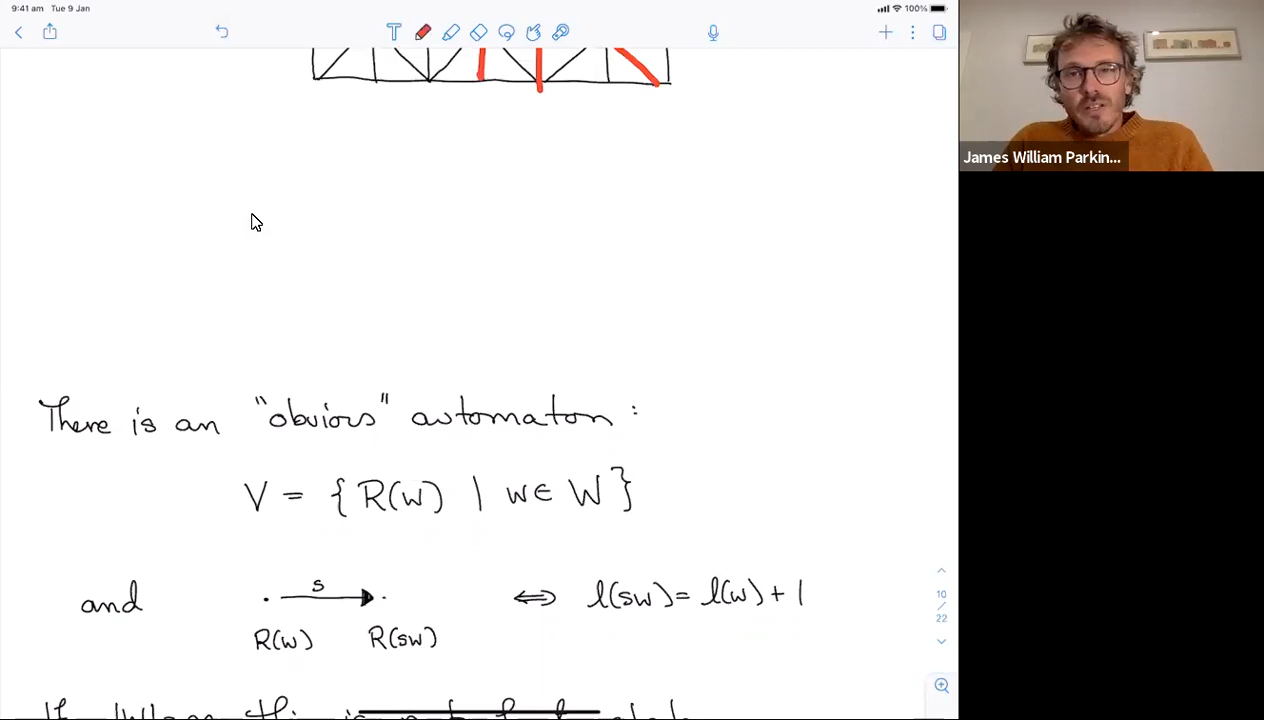 9:41 am Tue 9 Jan
100%
James William Parkin...
There is an "obvious" automaton :
V = { R(w) | w ∈ W }
and
s
R(w) R(sw)
⟺ l(sw) = l(w) + 1
10
/
22